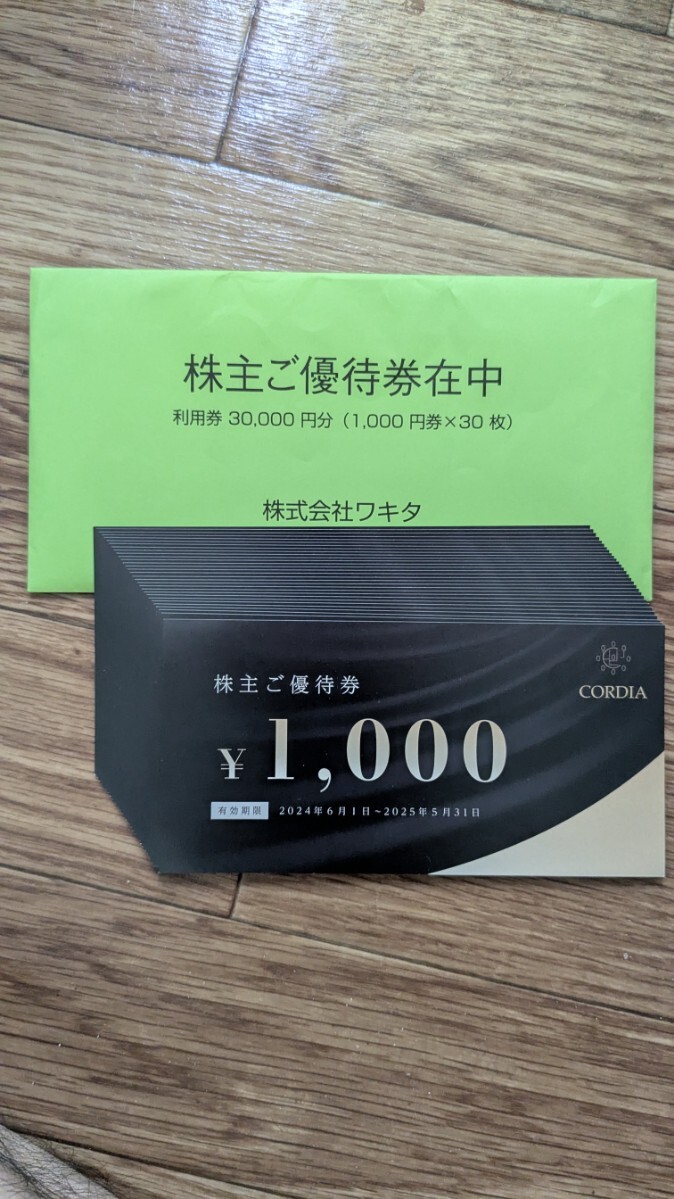 株主ご優待券在中
利用券 30,000 円分（1,000 円券×30 枚）
株式会社ワキタ
株主ご優待券
CORDIA
¥1,000
有効期限 2024年6月1日~2025年5月31日